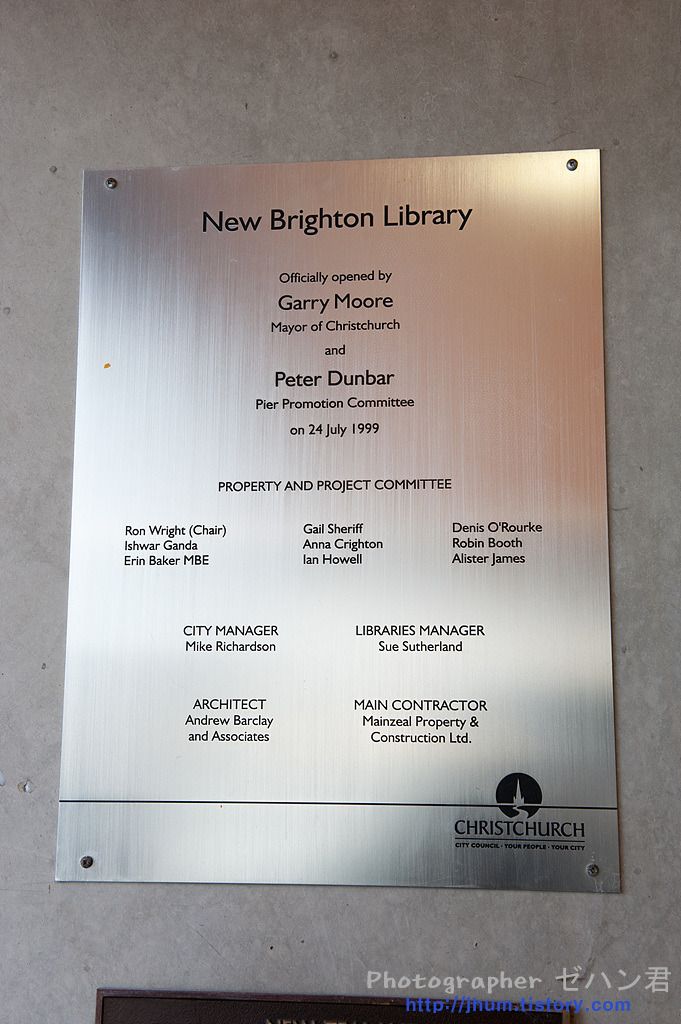 New Brighton Library
Officially opened by
Garry Moore
Mayor of Christchurch
and
Peter Dunbar
Pier Promotion Committee
on 24 July 1999
PROPERTY AND PROJECT COMMITTEE
Ron Wright (Chair)
Ishwar Ganda
Erin Baker MBE
Gail Sheriff
Anna Crighton
Ian Howell
Denis O'Rourke
Robin Booth
Alister James
CITY MANAGER
Mike Richardson
LIBRARIES MANAGER
Sue Sutherland
ARCHITECT
Andrew Barclay
and Associates
MAIN CONTRACTOR
Mainzeal Property &
Construction Ltd.
CHRISTCHURCH
CITY COUNCIL · YOUR PEOPLE · YOUR CITY
Photographer ゼハン君
http://jhum.tistory.com